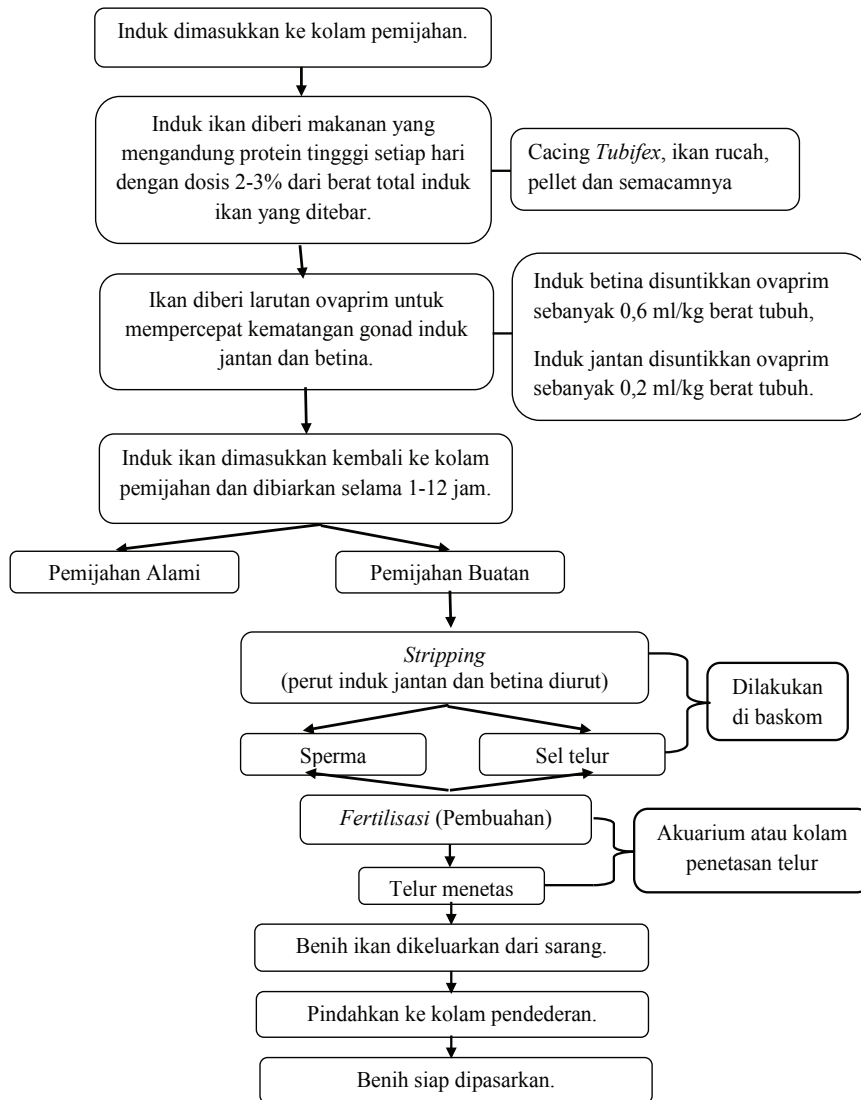 Induk dimasukkan ke kolam pemijahan.
Induk ikan diberi makanan yang
mengandung protein tingggi setiap hari
dengan dosis 2-3% dari berat total induk
ikan yang ditebar.
Cacing Tubifex, ikan rucah,
pellet dan semacamnya
Ikan diberi larutan ovaprim untuk
mempercepat kematangan gonad induk
jantan dan betina.
Induk betina disuntikkan ovaprim
sebanyak 0,6 ml/kg berat tubuh,
Induk jantan disuntikkan ovaprim
sebanyak 0,2 ml/kg berat tubuh.
Induk ikan dimasukkan kembali ke kolam
pemijahan dan dibiarkan selama 1-12 jam.
Pemijahan Alami
Pemijahan Buatan
Stripping
(perut induk jantan dan betina diurut)
Dilakukan
di baskom
Sperma
Sel telur
Fertilisasi (Pembuahan)
Akuarium atau kolam
penetasan telur
Telur menetas
Benih ikan dikeluarkan dari sarang.
Pindahkan ke kolam pendederan.
Benih siap dipasarkan.